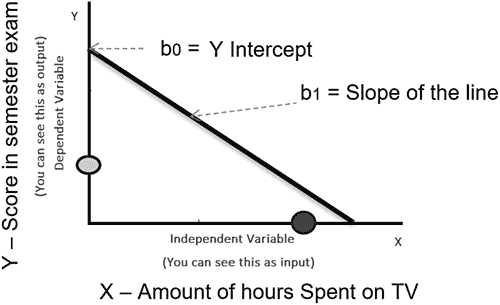 Y
b0 = Y Intercept
b1 = Slope of the line
Y – Score in semester exam
(You can see this as output)
Dependent Variable
Independent Variable
X
(You can see this as input)
X – Amount of hours Spent on TV